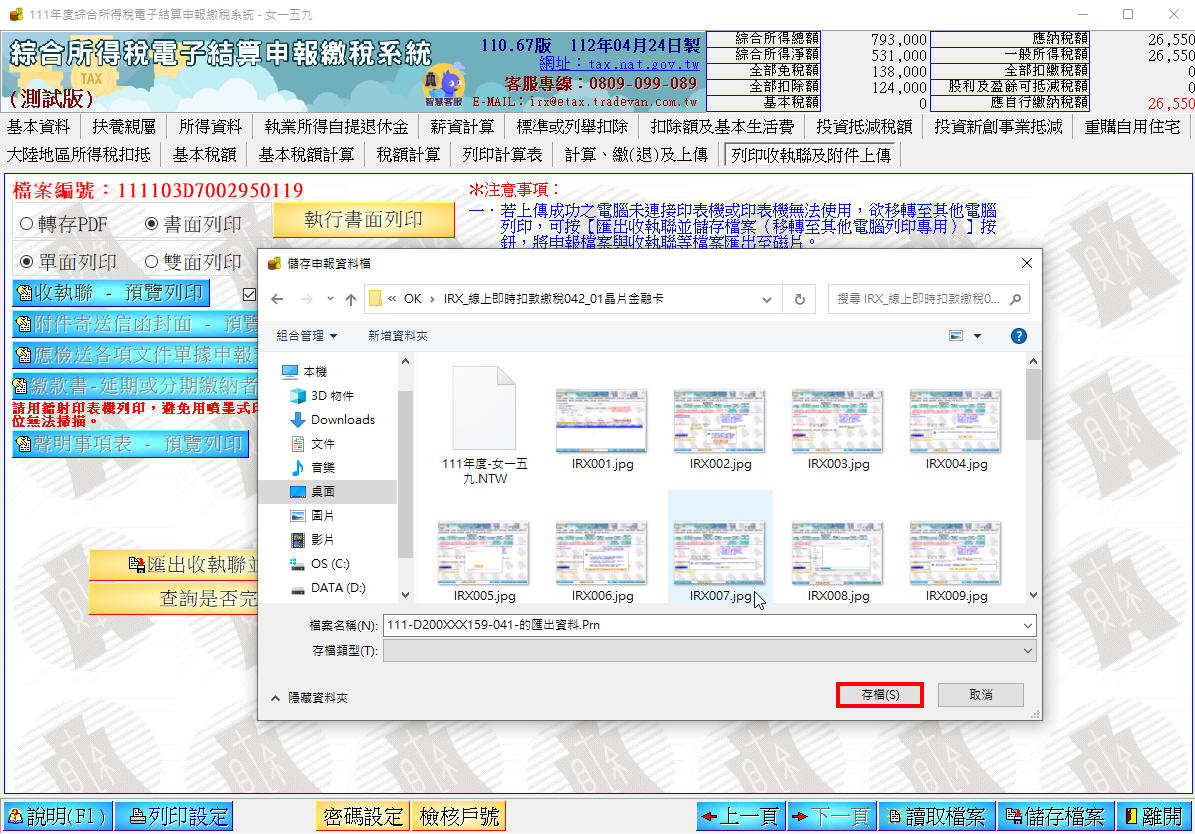 111年度綜合所得稅電子結算申報繳稅系統 - 女一五九
綜合所得稅電子結算申報繳稅系統
(測試版)
TAX
智慧客服
110.67版 112年04月24日製
網址：tax.nat.gov.tw
客服專線：0809-099-089
E-MAIL：irx@etax.tradevan.com.tw
綜合所得總額 793,000 應納稅額 26,550
綜合所得淨額 531,000 一般所得稅額 26,550
全部免稅額 138,000 全部扣繳稅額 0
全部扣除額 124,000 股利及盈餘可抵減稅額 0
基本稅額 0 應自行繳納稅額 26,550
基本資料 扶養親屬 所得資料 執業所得自提退休金 薪資計算 標準或列舉扣除 扣除額及基本生活費 投資抵減稅額 投資新創事業抵減 重購自用住宅
大陸地區所得稅扣抵 基本稅額 基本稅額計算 稅額計算 列印計算表 計算、繳(退)及上傳 列印收執聯及附件上傳
檔案編號：111103D7002950119
轉存PDF 書面列印 執行書面列印
單面列印 雙面列印
收執聯 - 預覽列印
附件寄送信函封面 - 預覽
應檢送各項文件單據申報
繳款書-延期或分期繳納者
請用鐳射印表機列印，避免用噴墨式
位無法掃描。
聲明事項表 - 預覽列印
匯出收執聯
查詢是否完
※注意事項：
一．若上傳成功之電腦未連接印表機或印表機無法使用，欲移轉至其他電腦
列印，可按［匯出收執聯並儲存檔案（移轉至其他電腦列印專用）］按
鈕，將申報檔案與收執聯等檔案匯出至磁片。
儲存申報資料檔
« OK › IRX_線上即時扣款繳稅042_01晶片金融卡
搜尋 IRX_線上即時扣款繳稅0...
組合管理 新增資料夾
本機
3D 物件
Downloads
文件
音樂
桌面
圖片
影片
OS (C:)
DATA (D:)
111年度-女一五
九.NTW
IRX001.jpg IRX002.jpg IRX003.jpg IRX004.jpg
IRX005.jpg IRX006.jpg IRX007.jpg IRX008.jpg IRX009.jpg
檔案名稱(N): 111-D200XXX159-041-的匯出資料.Prn
存檔類型(T):
隱藏資料夾
存檔(S) 取消
說明(F1) 列印設定 密碼設定 檢核戶號 上一頁 下一頁 讀取檔案 儲存檔案 離開